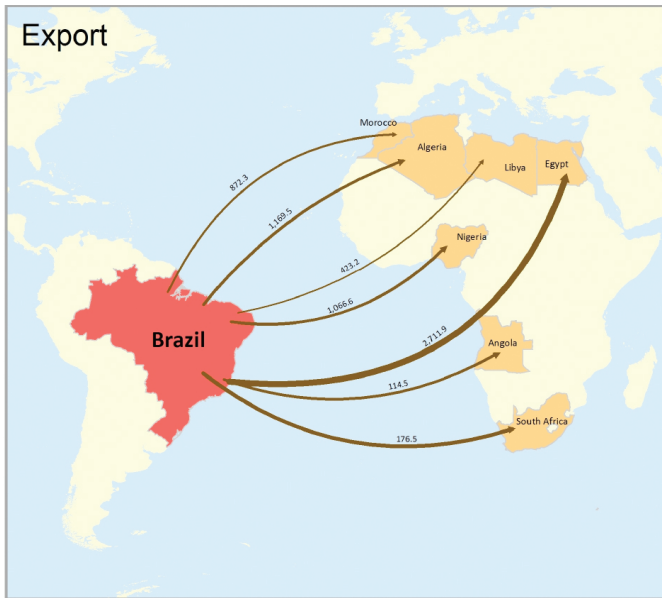 Export
Morocco
Algeria
Libya
Egypt
872.3
1,169.5
423.2
Nigeria
1,066.6
Brazil
2,711.9
Angola
114.5
South Africa
176.5